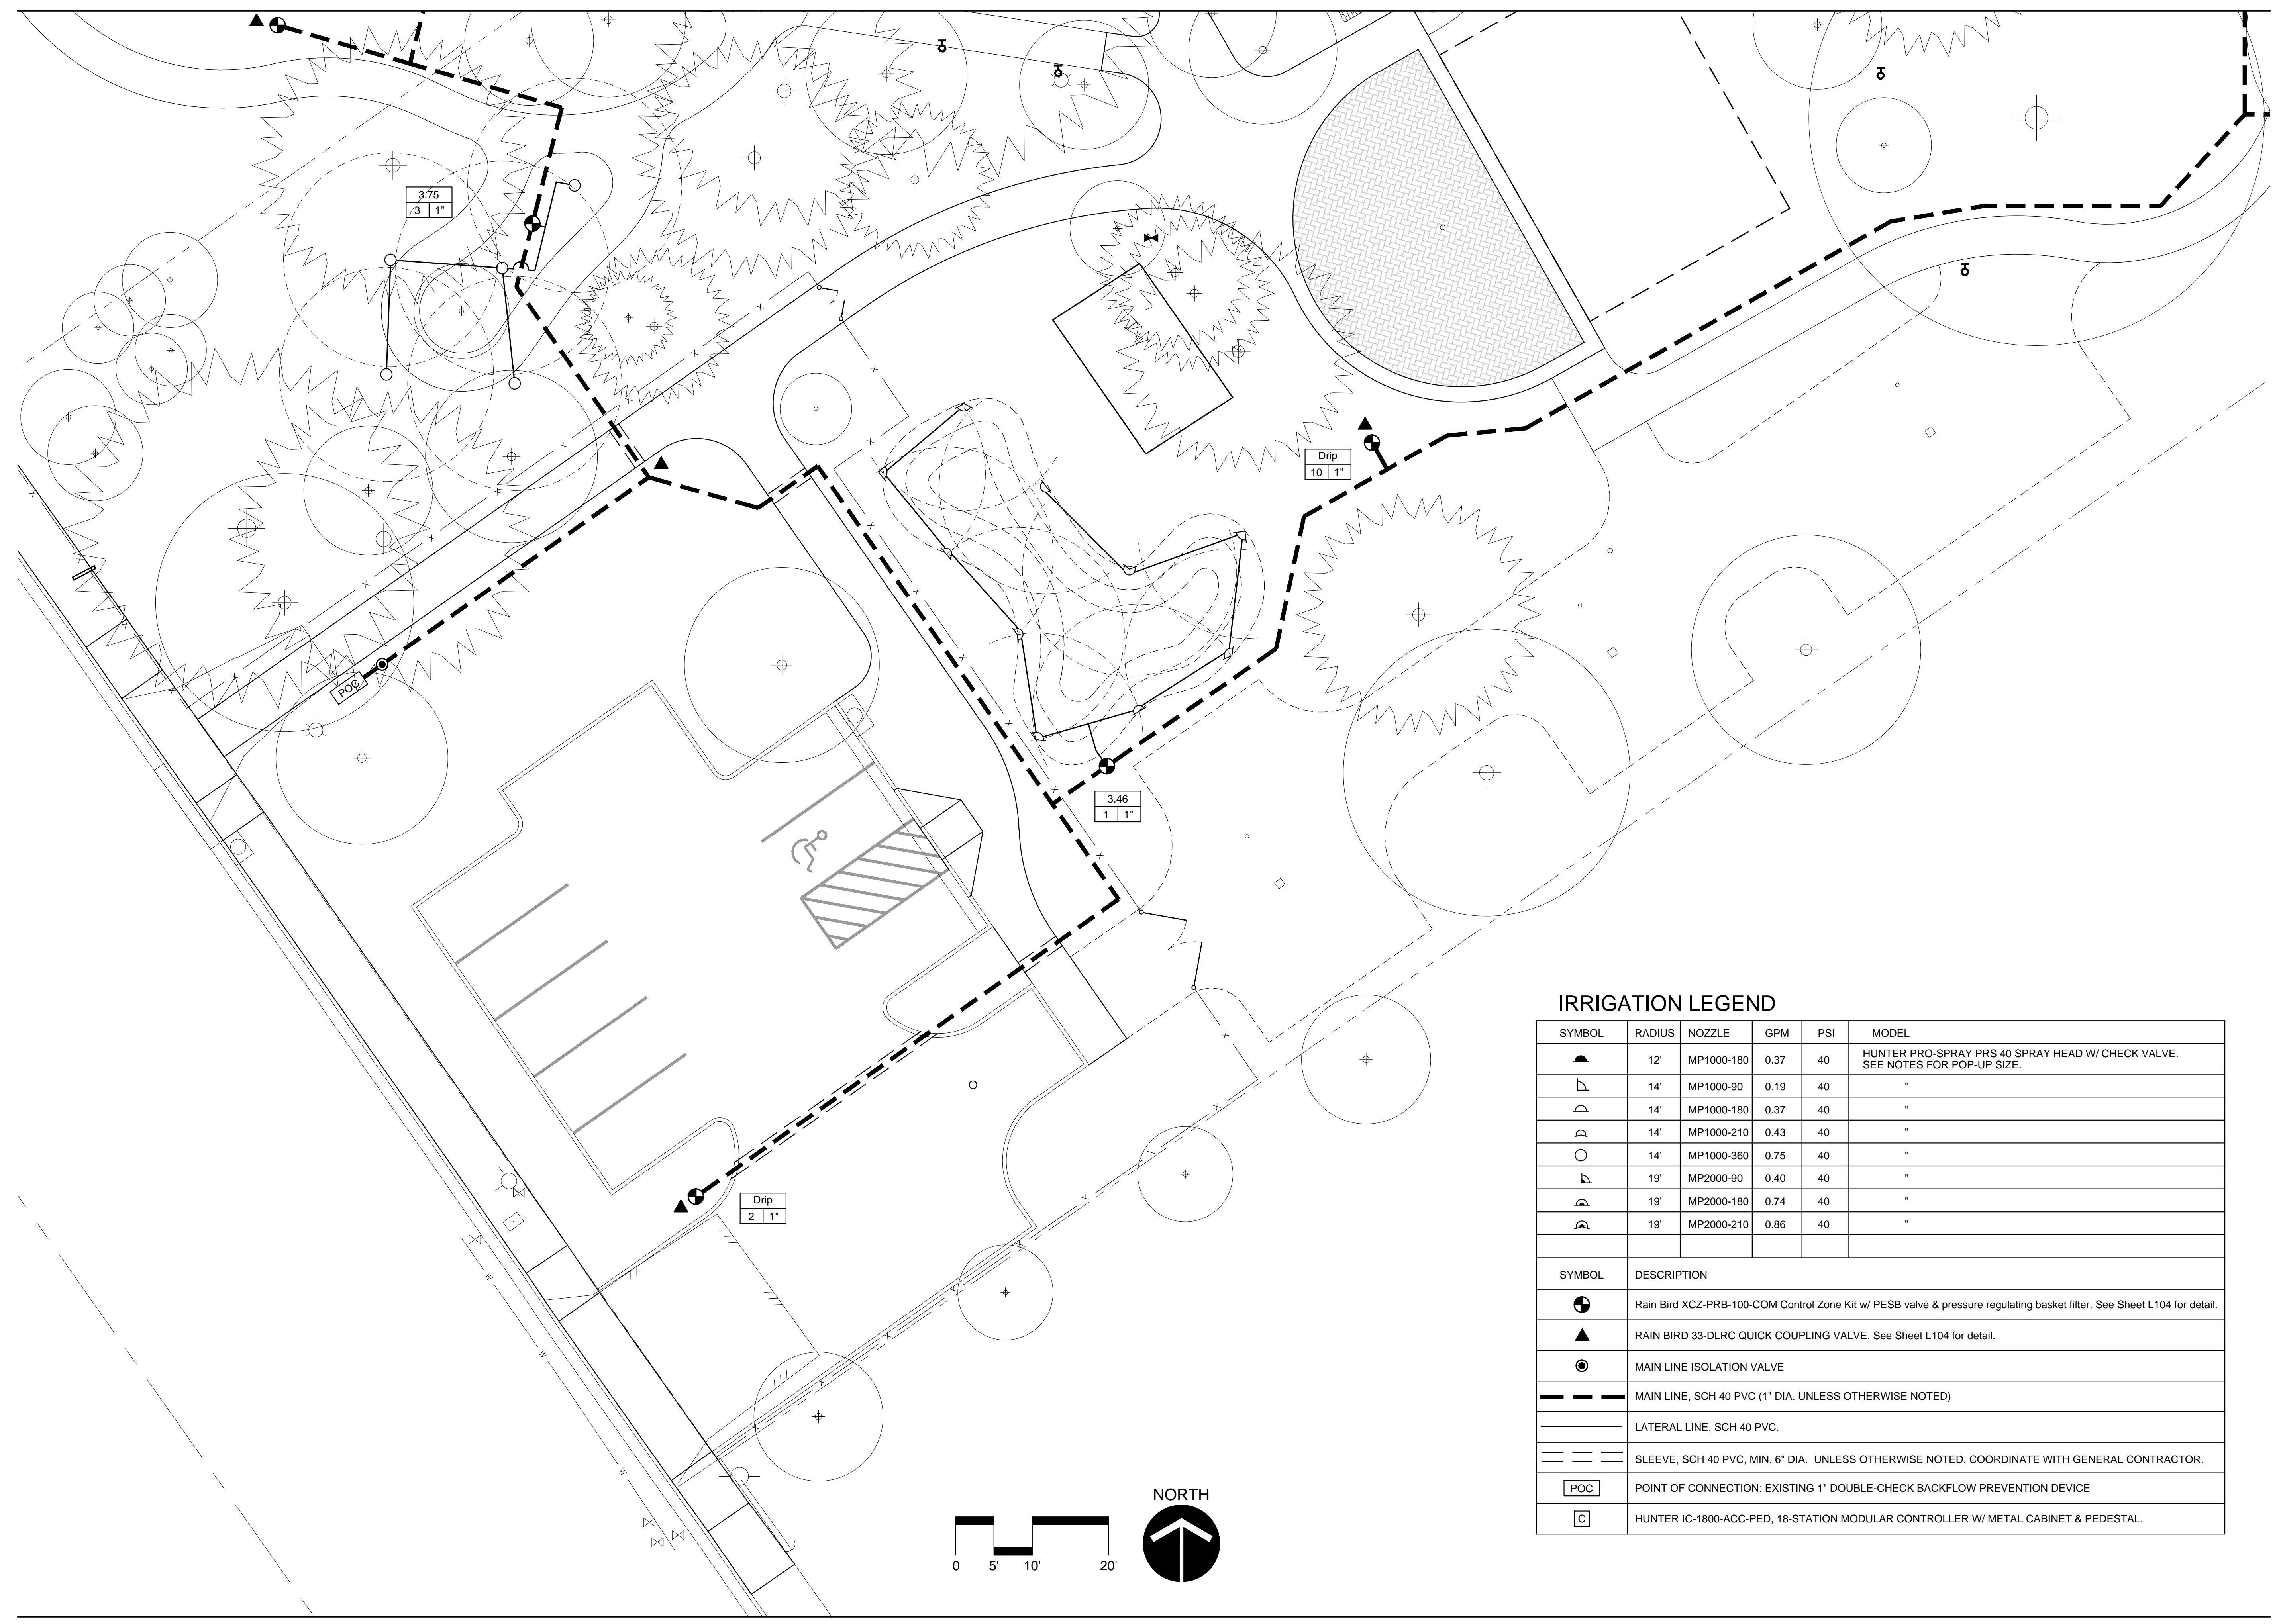 3.75
3 1"
Drip
10 1"
POC
3.46
1 1"
Drip
2 1"
W
W
W
IRRIGATION LEGEND
SYMBOL RADIUS NOZZLE GPM PSI MODEL
12' MP1000-180 0.37 40 HUNTER PRO-SPRAY PRS 40 SPRAY HEAD W/ CHECK VALVE.
SEE NOTES FOR POP-UP SIZE.
14' MP1000-90 0.19 40 "
14' MP1000-180 0.37 40 "
14' MP1000-210 0.43 40 "
14' MP1000-360 0.75 40 "
19' MP2000-90 0.40 40 "
19' MP2000-180 0.74 40 "
19' MP2000-210 0.86 40 "
SYMBOL DESCRIPTION
Rain Bird XCZ-PRB-100-COM Control Zone Kit w/ PESB valve & pressure regulating basket filter. See Sheet L104 for detail.
RAIN BIRD 33-DLRC QUICK COUPLING VALVE. See Sheet L104 for detail.
MAIN LINE ISOLATION VALVE
MAIN LINE, SCH 40 PVC (1" DIA. UNLESS OTHERWISE NOTED)
LATERAL LINE, SCH 40 PVC.
SLEEVE, SCH 40 PVC, MIN. 6" DIA. UNLESS OTHERWISE NOTED. COORDINATE WITH GENERAL CONTRACTOR.
POC POINT OF CONNECTION: EXISTING 1" DOUBLE-CHECK BACKFLOW PREVENTION DEVICE
C HUNTER IC-1800-ACC-PED, 18-STATION MODULAR CONTROLLER W/ METAL CABINET & PEDESTAL.
NORTH
0 5' 10' 20'